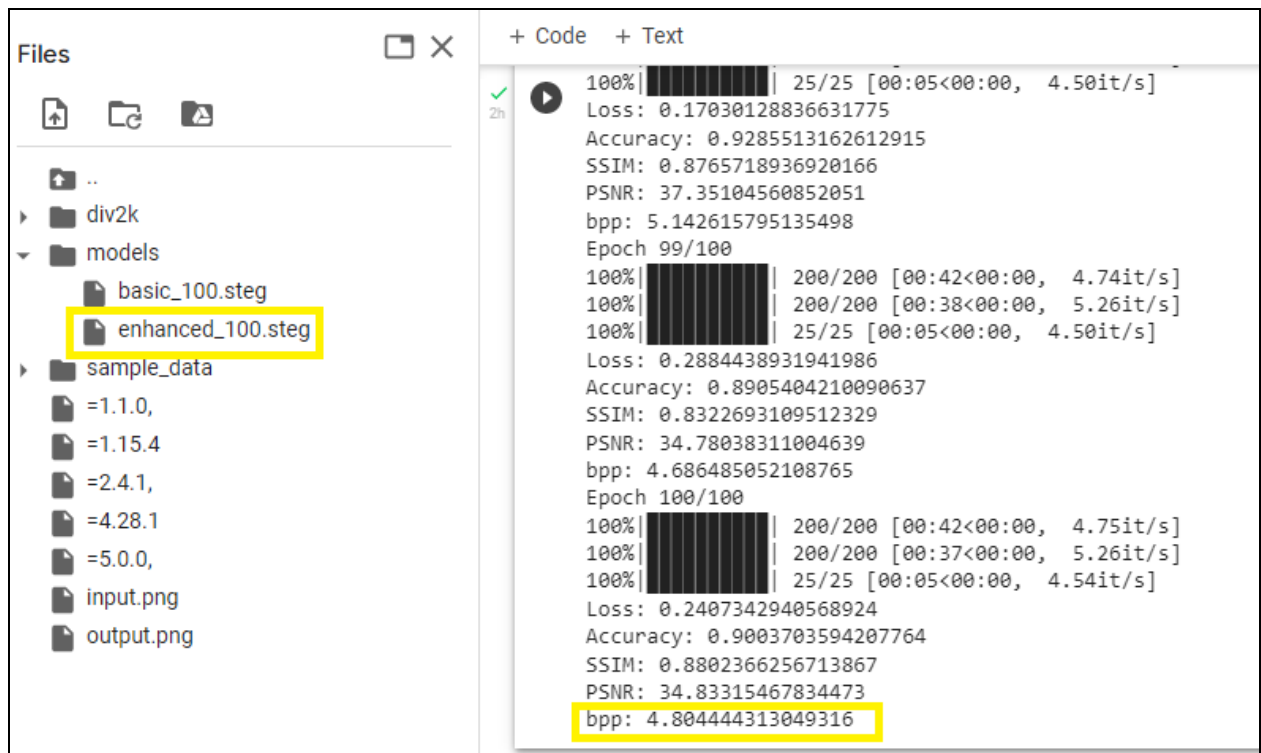 Files
..
div2k
models
basic_100.steg
enhanced_100.steg
sample_data
=1.1.0,
=1.15.4
=2.4.1,
=4.28.1
=5.0.0,
input.png
output.png
+ Code + Text
2h
100%|██████████| 25/25 [00:05<00:00, 4.50it/s]
Loss: 0.17030128836631775
Accuracy: 0.9285513162612915
SSIM: 0.8765718936920166
PSNR: 37.35104560852051
bpp: 5.142615795135498
Epoch 99/100
100%|██████████| 200/200 [00:42<00:00, 4.74it/s]
100%|██████████| 200/200 [00:38<00:00, 5.26it/s]
100%|██████████| 25/25 [00:05<00:00, 4.50it/s]
Loss: 0.2884438931941986
Accuracy: 0.8905404210090637
SSIM: 0.8322693109512329
PSNR: 34.78038311004639
bpp: 4.686485052108765
Epoch 100/100
100%|██████████| 200/200 [00:42<00:00, 4.75it/s]
100%|██████████| 200/200 [00:37<00:00, 5.26it/s]
100%|██████████| 25/25 [00:05<00:00, 4.54it/s]
Loss: 0.2407342940568924
Accuracy: 0.9003703594207764
SSIM: 0.8802366256713867
PSNR: 34.83315467834473
bpp: 4.804444313049316